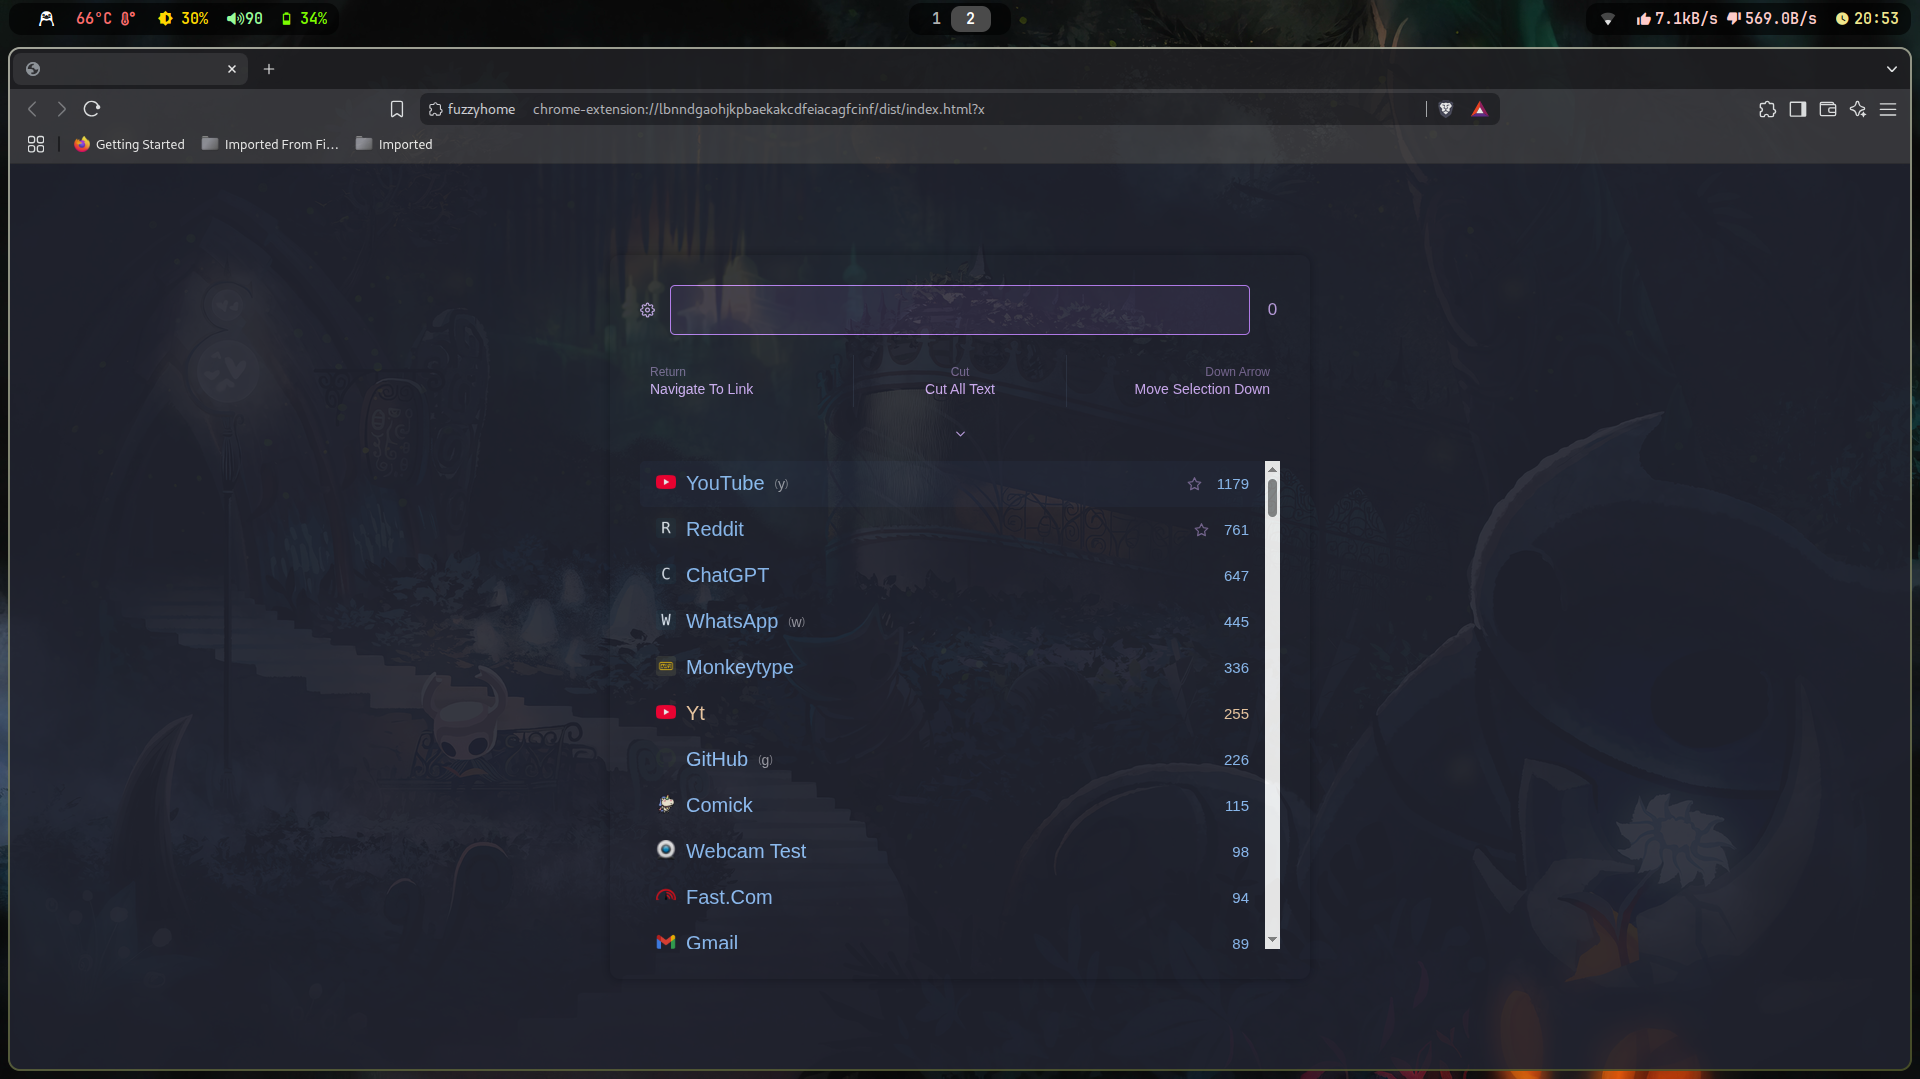 66°C 30% 90 34% 1 2 7.1kB/s 569.0B/s 20:53
fuzzyhome chrome-extension://lbnndgaohjkpbaekakcdfeiacagfcinf/dist/index.html?x
Getting Started Imported From Fi... Imported
0
Return Cut Down Arrow
Navigate To Link Cut All Text Move Selection Down
YouTube (y) 1179
R Reddit 761
C ChatGPT 647
W WhatsApp (w) 445
Monkeytype 336
Yt 255
GitHub (g) 226
Comick 115
Webcam Test 98
Fast.Com 94
Gmail 89